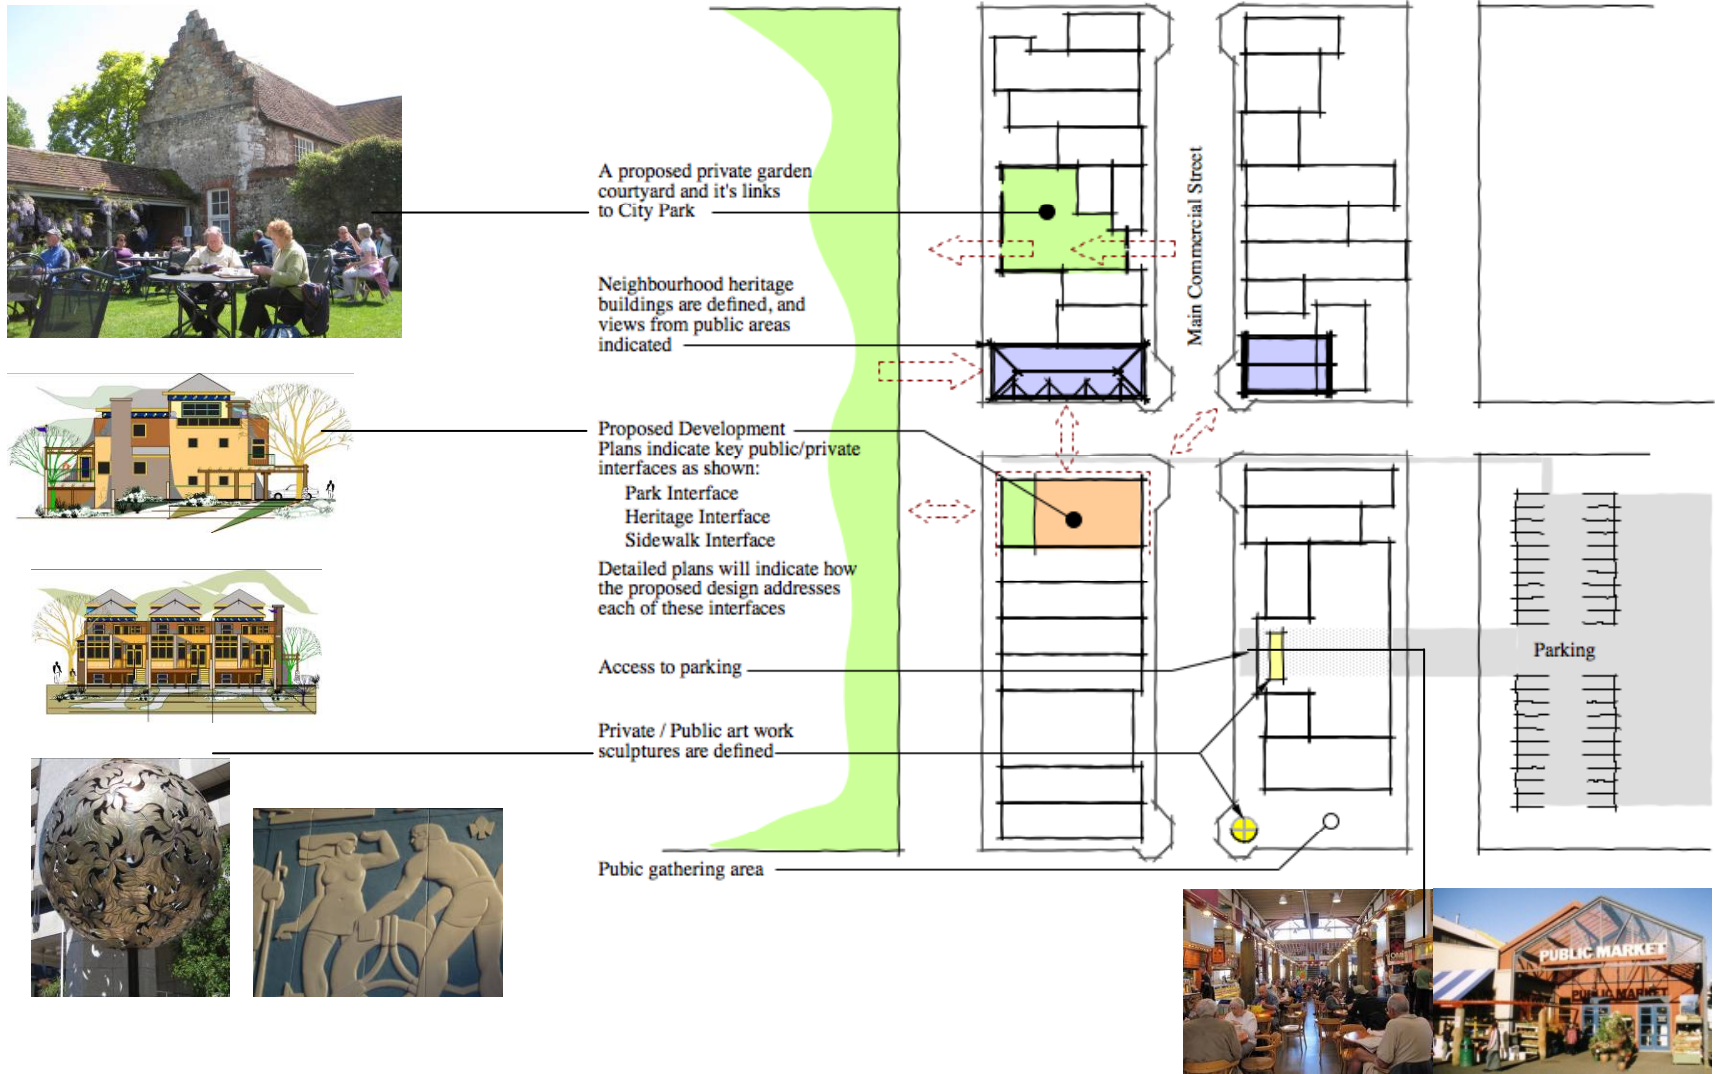 A proposed private garden
courtyard and it's links
to City Park
Neighbourhood heritage
buildings are defined, and
views from public areas
indicated
Proposed Development
Plans indicate key public/private
interfaces as shown:
Park Interface
Heritage Interface
Sidewalk Interface
Detailed plans will indicate how
the proposed design addresses
each of these interfaces
Access to parking
Private / Public art work
sculptures are defined
Pubic gathering area
Main Commercial Street
Parking
PUBLIC MARKET
PUBLIC MARKET